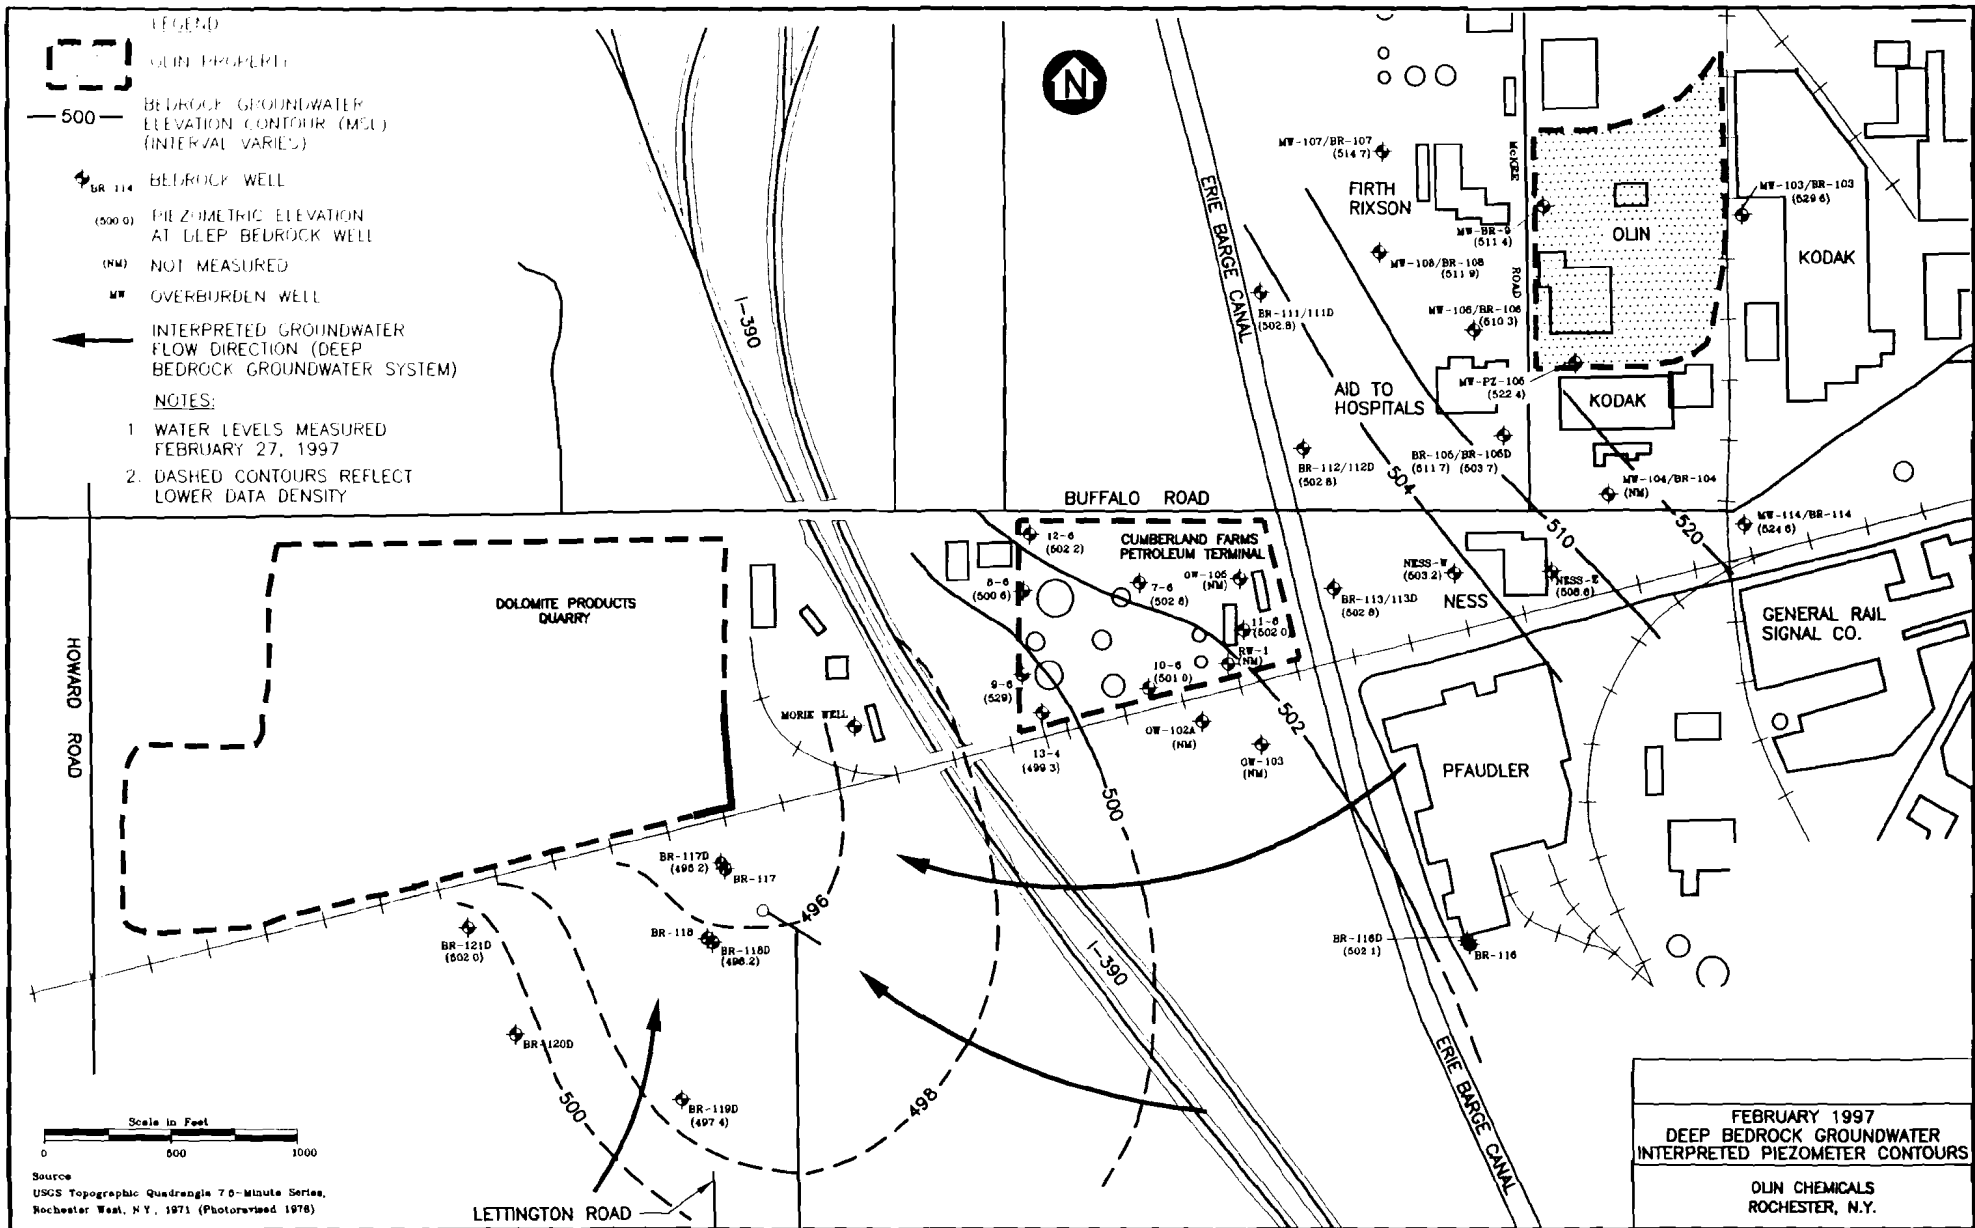 LEGEND
OLIN PROPERTY
500
BEDROCK GROUNDWATER
ELEVATION CONTOUR (MSL)
(INTERVAL VARIES)
BR 114
BEDROCK WELL
(500 0)
PIEZOMETRIC ELEVATION
AT DEEP BEDROCK WELL
(NM)
NOT MEASURED
MW
OVERBURDEN WELL
INTERPRETED GROUNDWATER
FLOW DIRECTION (DEEP
BEDROCK GROUNDWATER SYSTEM)
NOTES:
1 WATER LEVELS MEASURED
FEBRUARY 27, 1997
2. DASHED CONTOURS REFLECT
LOWER DATA DENSITY
N
I-390
ERIE BARGE CANAL
MW-107/BR-107
(514 7)
FIRTH
RIXSON
McKEE
ROAD
MW-BR-9
(511 4)
OLIN
MW-103/BR-103
(529 6)
KODAK
MW-108/BR-108
(511 9)
BR-111/111D
(502.8)
MW-106/BR-106
(510 3)
AID TO
HOSPITALS
MW-PZ-105
(522 4)
KODAK
BR-112/112D
(502 8)
BR-105/BR-105D
(511 7) (503 7)
MW-104/BR-104
(NM)
504
510
520
MW-114/BR-114
(524 6)
BUFFALO ROAD
12-6
(502 2)
CUMBERLAND FARMS
PETROLEUM TERMINAL
8-6
(500 6)
7-6
(502 8)
OW-105
(NM)
BR-113/113D
(502 8)
NESS-W
(503 2)
NESS
NESS-E
(506.6)
GENERAL RAIL
SIGNAL CO.
11-6
(502 0)
RW-1
(NM)
10-6
(501 0)
9-6
(529)
13-4
(499 3)
OW-102A
(NM)
OW-103
(NM)
502
500
DOLOMITE PRODUCTS
QUARRY
HOWARD ROAD
MORIE WELL
PFAUDLER
BR-117D
(496 2)
BR-117
496
BR-118
BR-118D
(496.2)
BR-121D
(502 0)
BR-120D
BR-119D
(497 4)
500
498
I-390
BR-116D
(502 1)
BR-116
ERIE BARGE CANAL
Scale in Feet
0 500 1000
Source
USGS Topographic Quadrangle 7 5-Minute Series,
Rochester West, N Y , 1971 (Photorevised 1978)
LETTINGTON ROAD
FEBRUARY 1997
DEEP BEDROCK GROUNDWATER
INTERPRETED PIEZOMETER CONTOURS
OLIN CHEMICALS
ROCHESTER, N.Y.